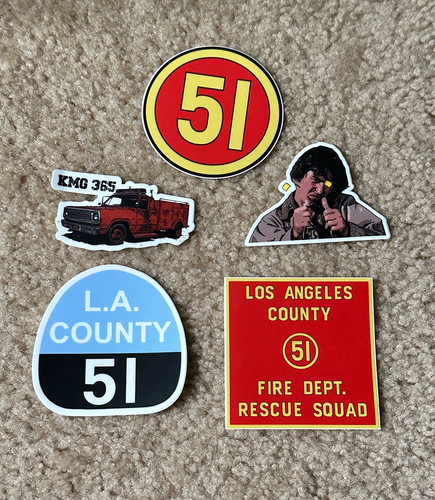 51
KMG 365
L.A.
COUNTY
51
LOS ANGELES
COUNTY
51
FIRE DEPT.
RESCUE SQUAD